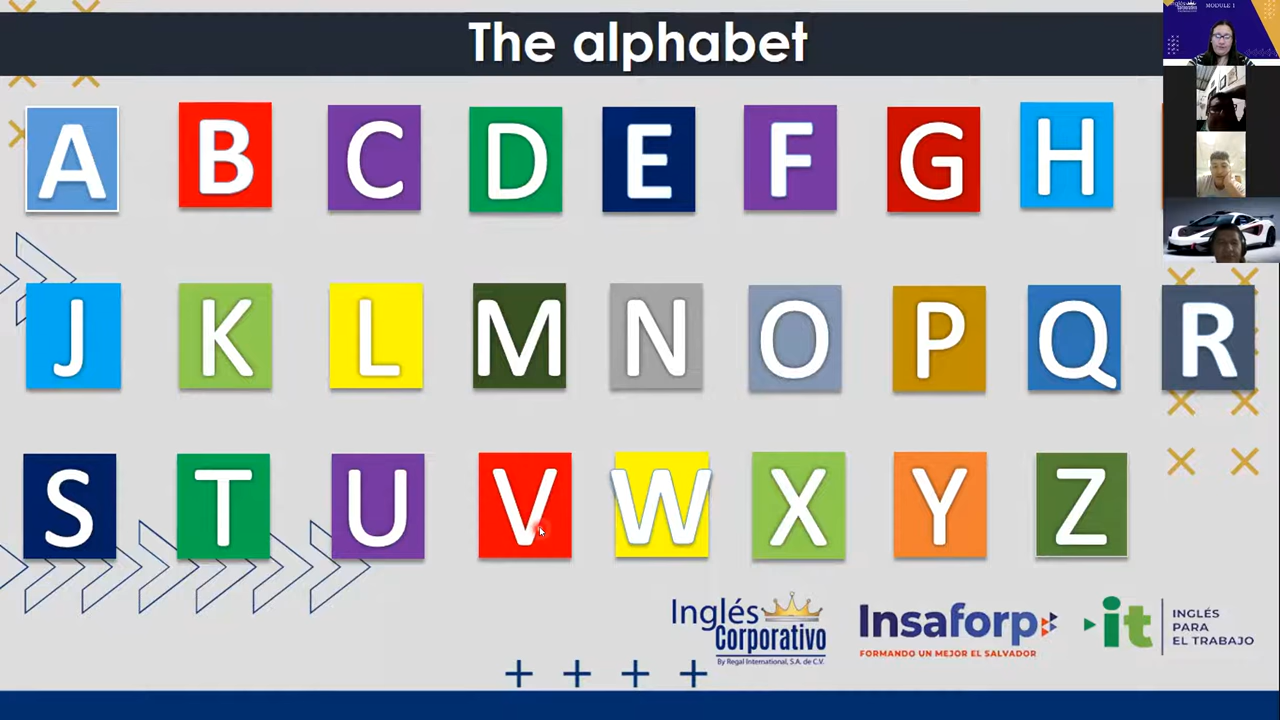 The alphabet
MODULE 1
A B C D E F G H
J K L M N O P Q R
S T U V W X Y Z
Inglés
Corporativo
By Regal International, S.A. de C.V.
Insaforp
FORMANDO UN MEJOR EL SALVADOR
it
INGLÉS
PARA
EL TRABAJO